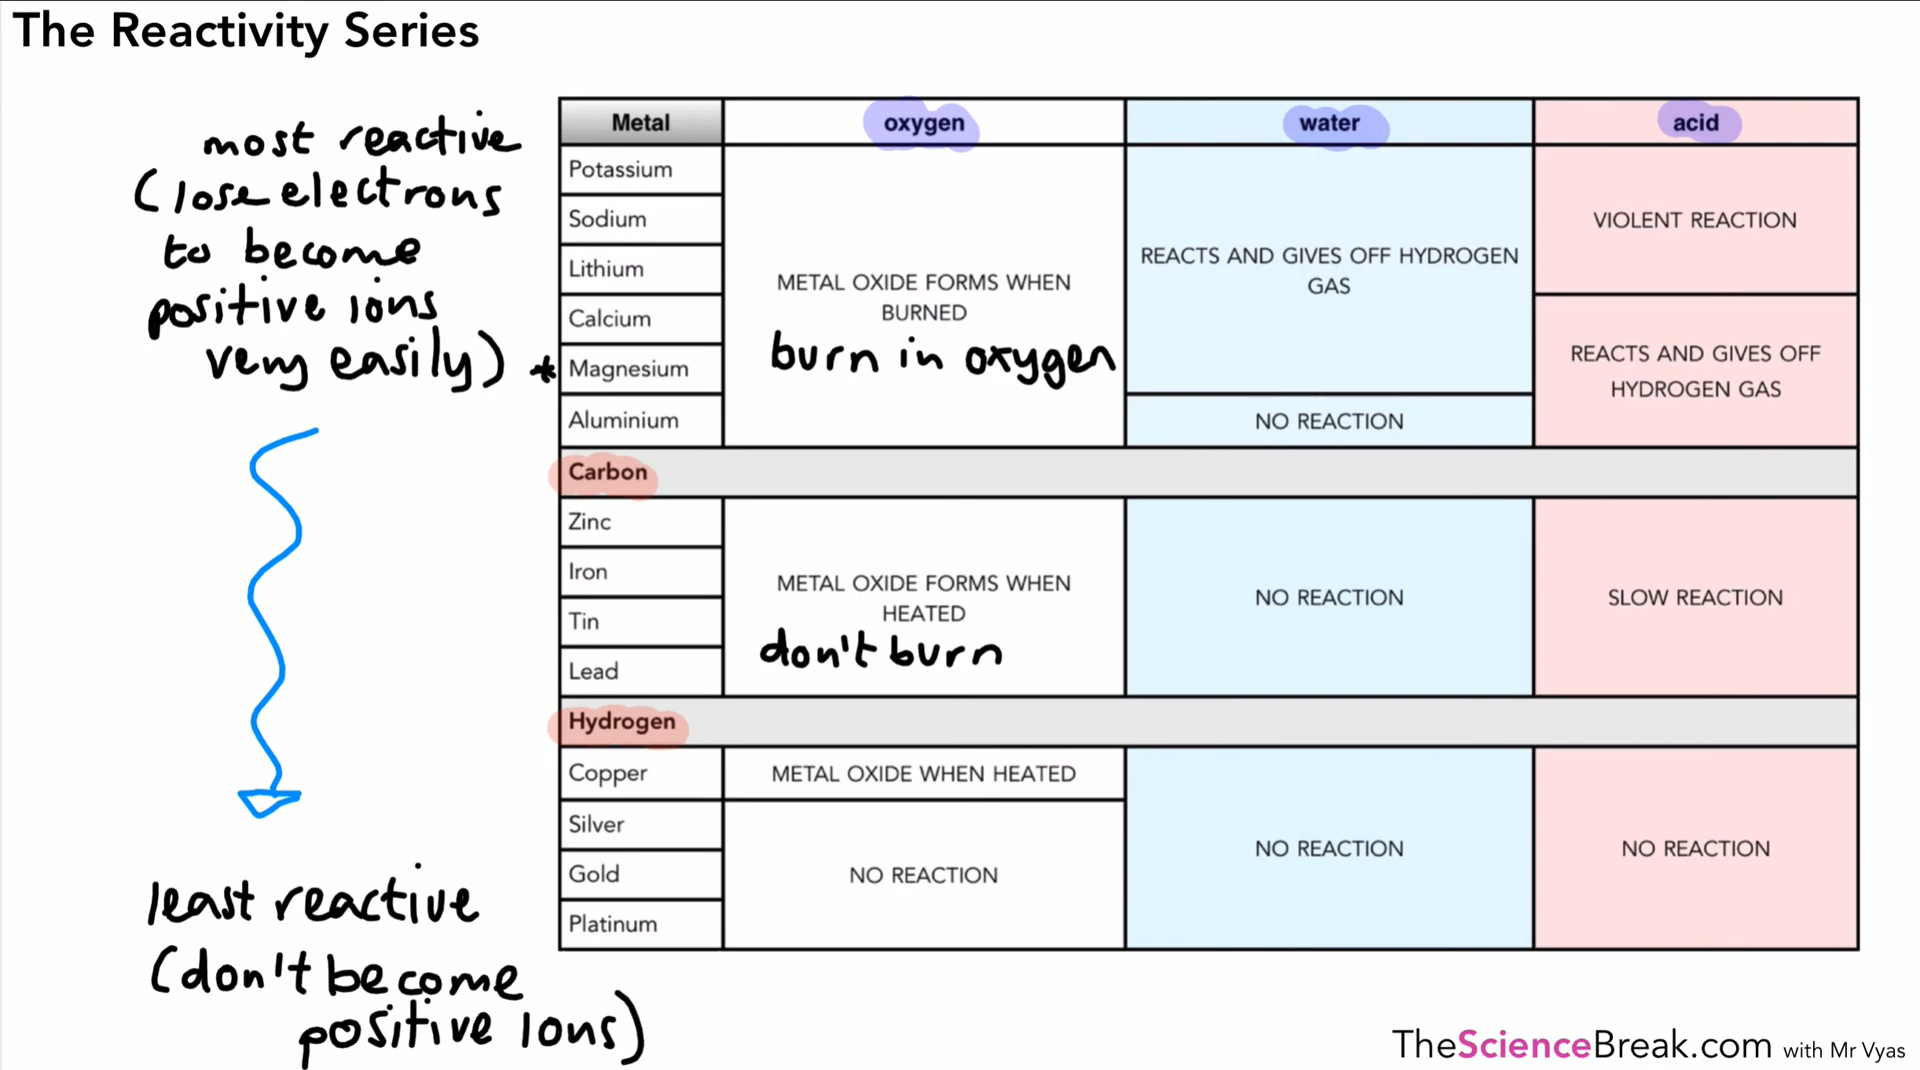 The Reactivity Series
most reactive
(lose electrons
to become
positive ions
very easily) *
least reactive
(don't become
positive ions)
Metal oxygen water acid
Potassium
Sodium
Lithium
Calcium
Magnesium
Aluminium
METAL OXIDE FORMS WHEN
BURNED
burn in oxygen
REACTS AND GIVES OFF HYDROGEN
GAS
NO REACTION
VIOLENT REACTION
REACTS AND GIVES OFF
HYDROGEN GAS
Carbon
Zinc
Iron
Tin
Lead
METAL OXIDE FORMS WHEN
HEATED
don't burn
NO REACTION
SLOW REACTION
Hydrogen
Copper
Silver
Gold
Platinum
METAL OXIDE WHEN HEATED
NO REACTION
NO REACTION
NO REACTION
TheScienceBreak.com with Mr Vyas